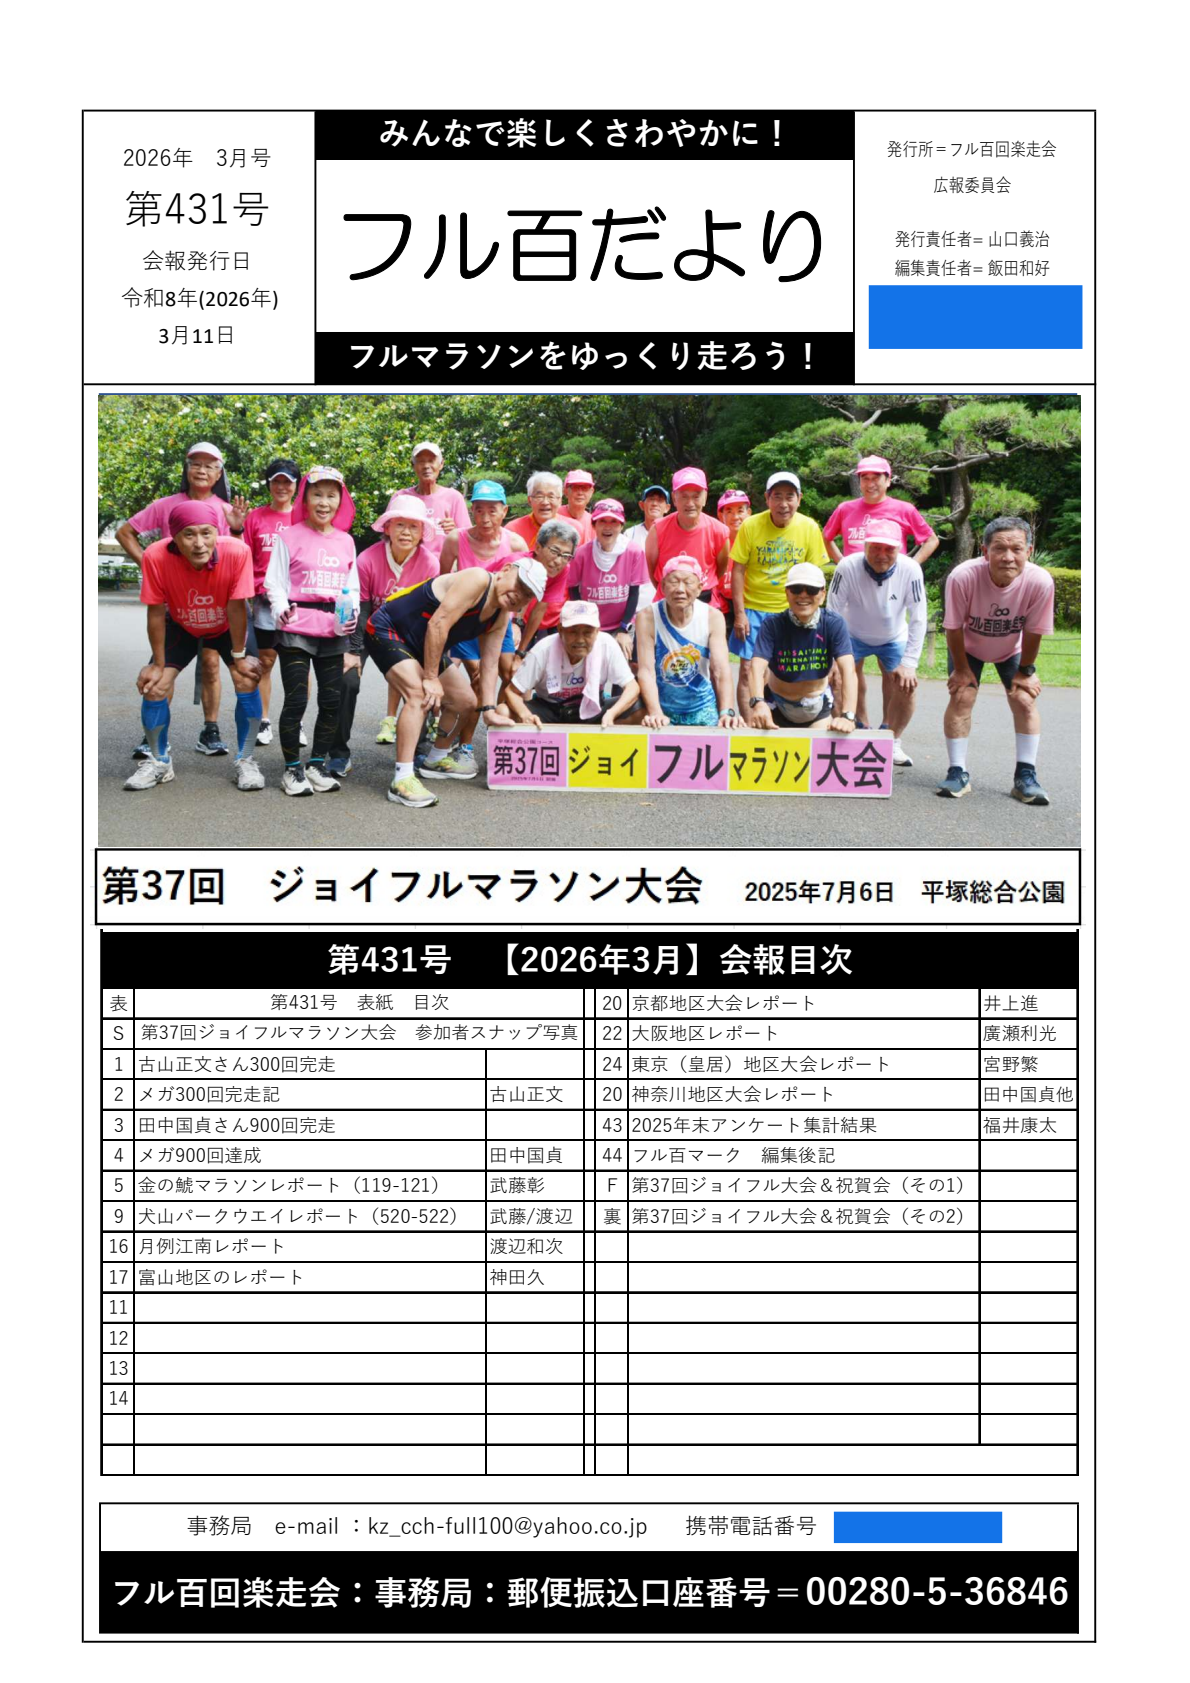 みんなで楽しくさわやかに！
2026年　3月号
第431号
会報発行日
令和8年(2026年)
3月11日
フル百だより
フルマラソンをゆっくり走ろう！
発行所＝フル百回楽走会
広報委員会
発行責任者= 山口義治
編集責任者= 飯田和好
フル百回楽走会
第37回 ジョイ フル マラソン 大会
第37回　ジョイフルマラソン大会　2025年7月6日　平塚総合公園
第431号　【2026年3月】会報目次
表 第431号　表紙　目次
S 第37回ジョイフルマラソン大会　参加者スナップ写真
1 古山正文さん300回完走
2 メガ300回完走記 古山正文
3 田中国貞さん900回完走
4 メガ900回達成 田中国貞
5 金の鯱マラソンレポート（119-121） 武藤彰
9 犬山パークウエイレポート（520-522） 武藤/渡辺
16 月例江南レポート 渡辺和次
17 富山地区のレポート 神田久
11
12
13
14
20 京都地区大会レポート 井上進
22 大阪地区レポート 廣瀬利光
24 東京（皇居）地区大会レポート 宮野繁
20 神奈川地区大会レポート 田中国貞他
43 2025年末アンケート集計結果 福井康太
44 フル百マーク　編集後記
F 第37回ジョイフル大会＆祝賀会（その1）
裏 第37回ジョイフル大会＆祝賀会（その2）
事務局　e-mail ：kz_cch-full100@yahoo.co.jp　携帯電話番号
フル百回楽走会：事務局：郵便振込口座番号＝00280-5-36846